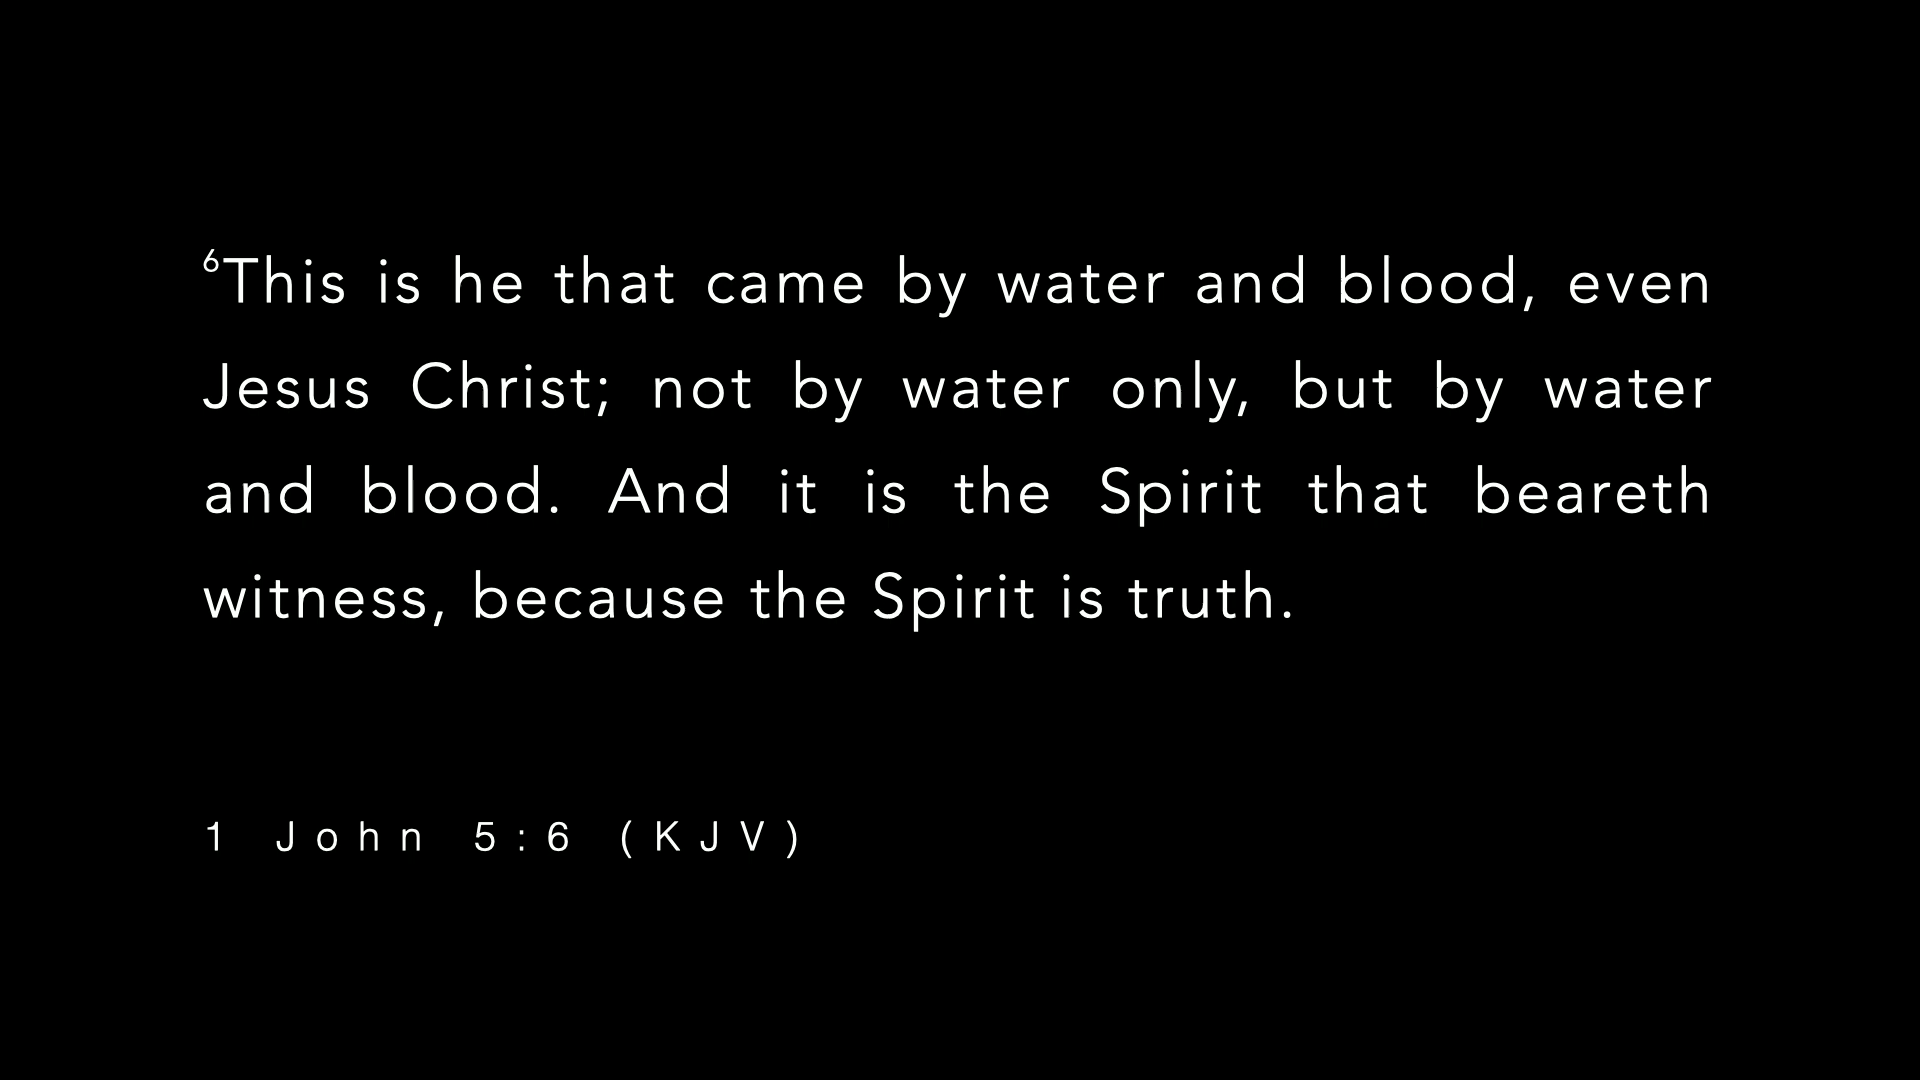 ⁶This is he that came by water and blood, even
Jesus Christ; not by water only, but by water
and blood. And it is the Spirit that beareth
witness, because the Spirit is truth.
1 John 5:6 (KJV)